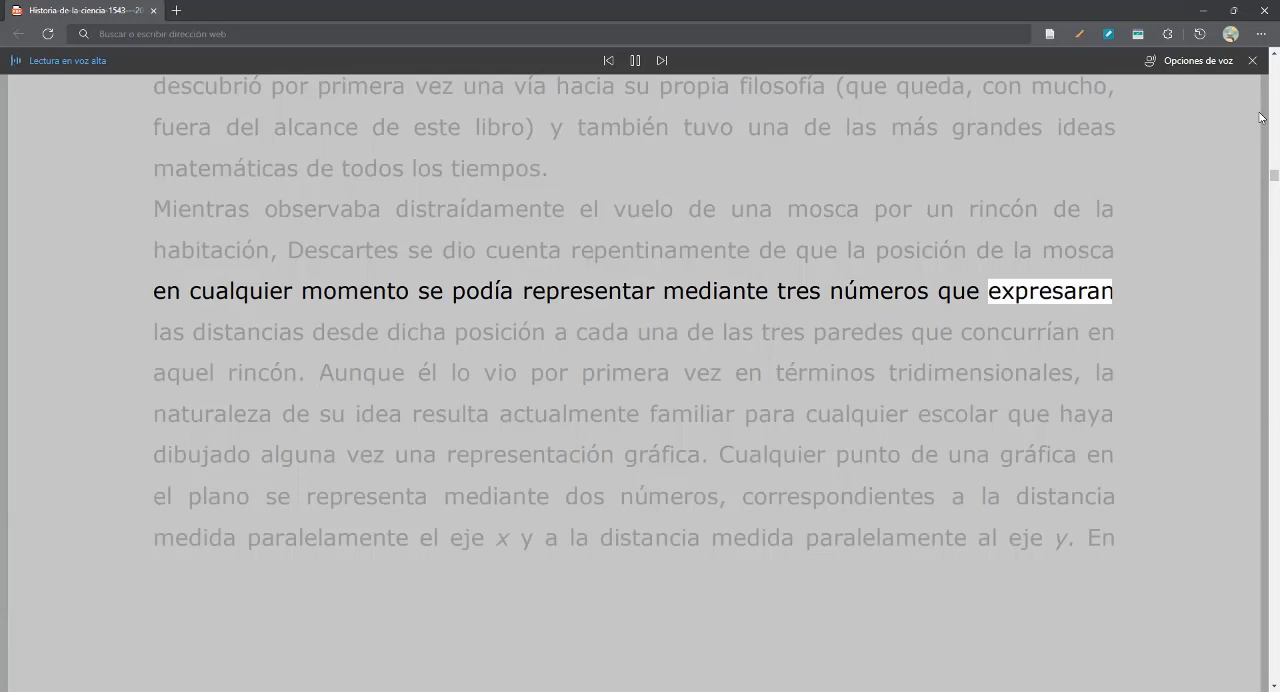 Historia-de-la-ciencia-1543---20
Buscar o escribir dirección web
Lectura en voz alta
Opciones de voz
descubrió por primera vez una vía hacia su propia filosofía (que queda, con mucho,
fuera del alcance de este libro) y también tuvo una de las más grandes ideas
matemáticas de todos los tiempos.
Mientras observaba distraídamente el vuelo de una mosca por un rincón de la
habitación, Descartes se dio cuenta repentinamente de que la posición de la mosca
en cualquier momento se podía representar mediante tres números que expresaran
las distancias desde dicha posición a cada una de las tres paredes que concurrían en
aquel rincón. Aunque él lo vio por primera vez en términos tridimensionales, la
naturaleza de su idea resulta actualmente familiar para cualquier escolar que haya
dibujado alguna vez una representación gráfica. Cualquier punto de una gráfica en
el plano se representa mediante dos números, correspondientes a la distancia
medida paralelamente el eje x y a la distancia medida paralelamente al eje y. En